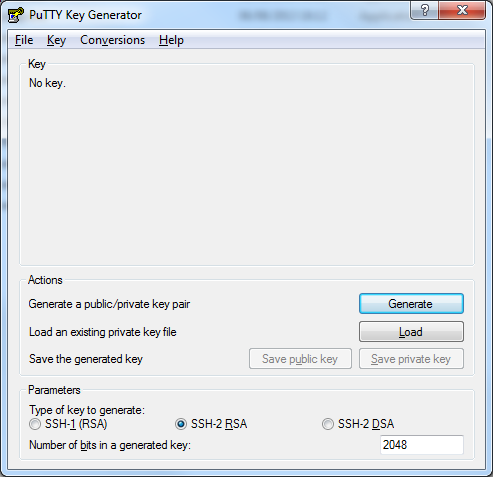 PuTTY Key Generator
File Key Conversions Help
Key
No key.
Actions
Generate a public/private key pair Generate
Load an existing private key file Load
Save the generated key Save public key Save private key
Parameters
Type of key to generate:
SSH-1 (RSA) SSH-2 RSA SSH-2 DSA
Number of bits in a generated key: 2048